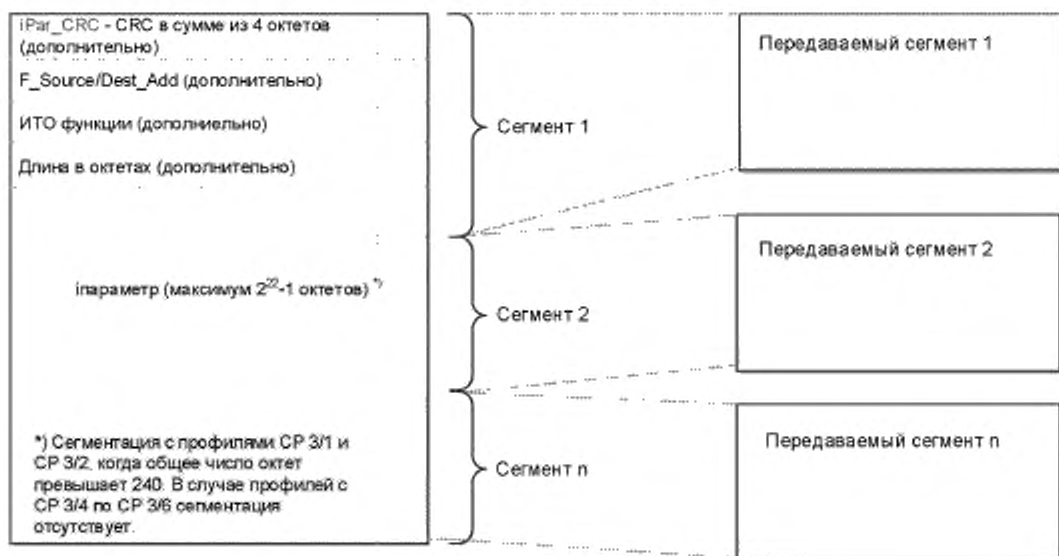 iPar_CRC - CRC в сумме из 4 октетов
(дополнительно)
F_Source/Dest_Add (дополнительно)
ИТО функции (дополниельно)
Длина в октетах (дополнительно)
iпараметр (максимум 2²²-1 октетов) *)
*) Сегментация с профилями CP 3/1 и
CP 3/2, когда общее число октет
превышает 240. В случае профилей с
CP 3/4 по CP 3/6 сегментация
отсутствует.
Сегмент 1
Сегмент 2
Сегмент n
Передаваемый сегмент 1
Передаваемый сегмент 2
Передаваемый сегмент n